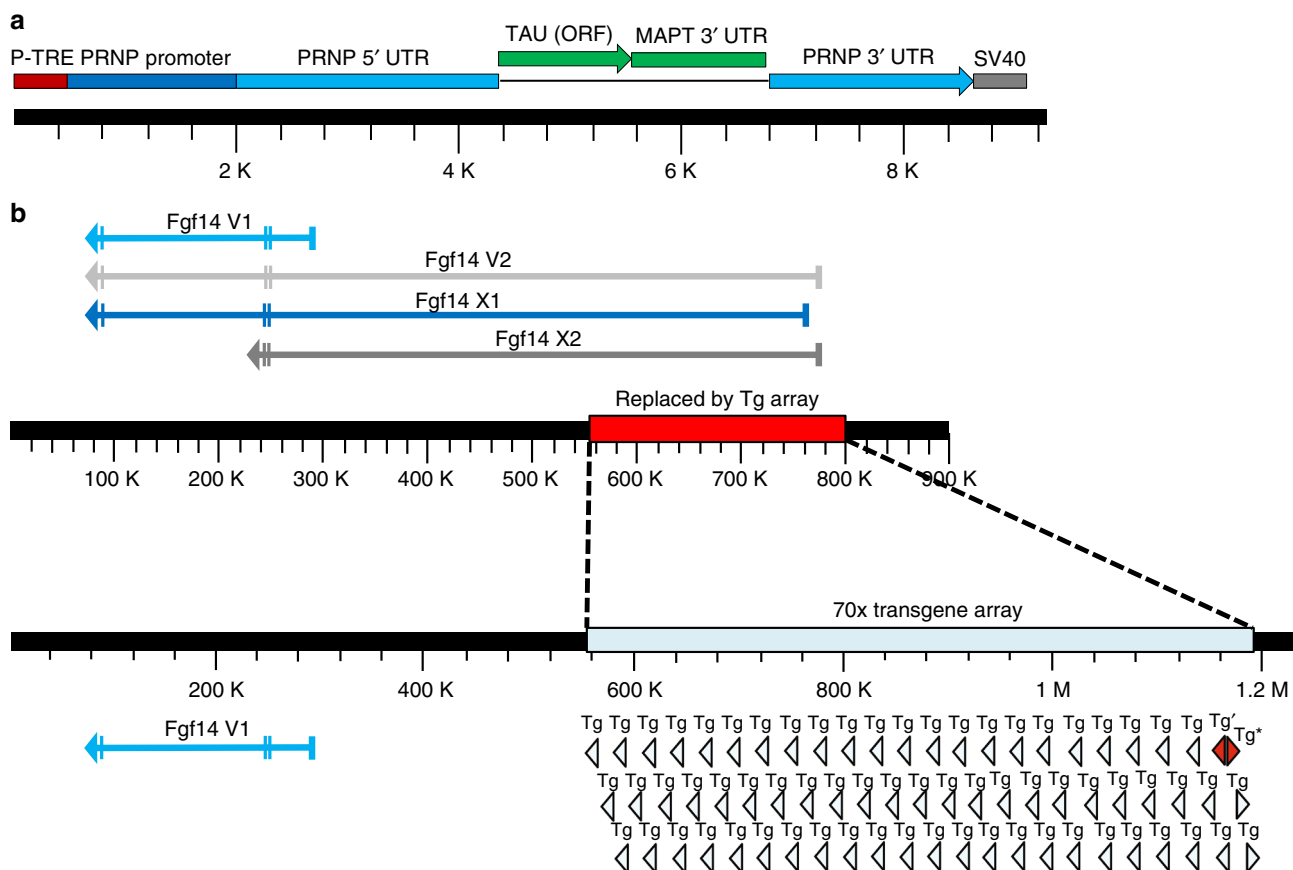 a
P-TRE PRNP promoter PRNP 5′ UTR TAU (ORF) MAPT 3′ UTR PRNP 3′ UTR SV40
2 K 4 K 6 K 8 K
b
Fgf14 V1
Fgf14 V2
Fgf14 X1
Fgf14 X2
Replaced by Tg array
100 K 200 K 300 K 400 K 500 K 600 K 700 K 800 K 900 K
70x transgene array
200 K 400 K 600 K 800 K 1 M 1.2 M
Fgf14 V1
Tg Tg Tg Tg Tg Tg Tg Tg Tg Tg Tg Tg Tg Tg Tg Tg Tg Tg Tg Tg Tg Tg Tg′ Tg*
Tg Tg Tg Tg Tg Tg Tg Tg Tg Tg Tg Tg Tg Tg Tg Tg Tg Tg Tg Tg Tg Tg Tg
Tg Tg Tg Tg Tg Tg Tg Tg Tg Tg Tg Tg Tg Tg Tg Tg Tg Tg Tg Tg Tg Tg Tg